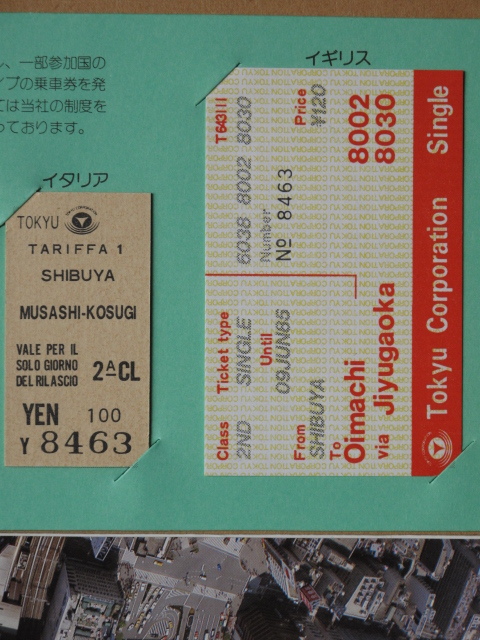 一部参加国の
イプの乗車券を発
ては当社の制度を
っております。
イギリス
イタリア
TOKYU
TARIFFA 1
SHIBUYA
MUSASHI-KOSUGI
VALE PER IL
SOLO GIORNO
DEL RILASCIO
2ᴬCL
YEN 100
Y 8463
Class Ticket type T643111
2ND SINGLE 6038 8002 8030
Until Number
09JUN85 Nº 8463
From Price
SHIBUYA ¥120
To
Oimachi 8002
via Jiyugaoka 8030
Tokyu Corporation Single